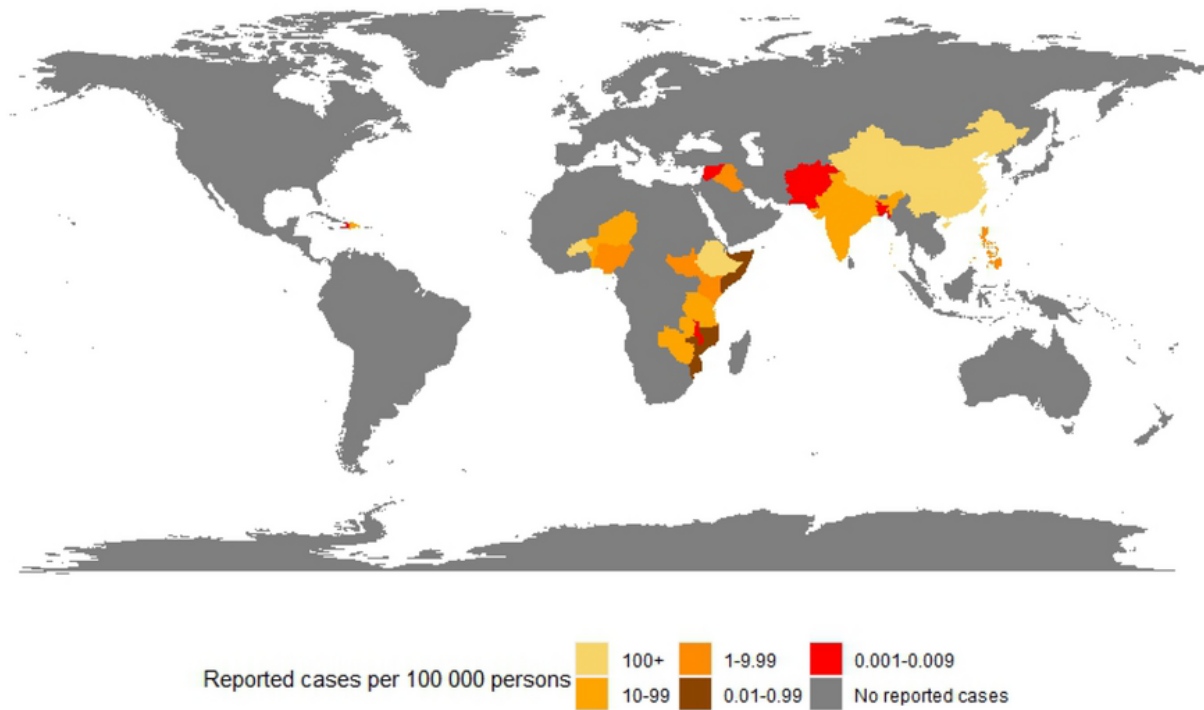 Reported cases per 100 000 persons
100+
1-9.99
0.001-0.009
10-99
0.01-0.99
No reported cases